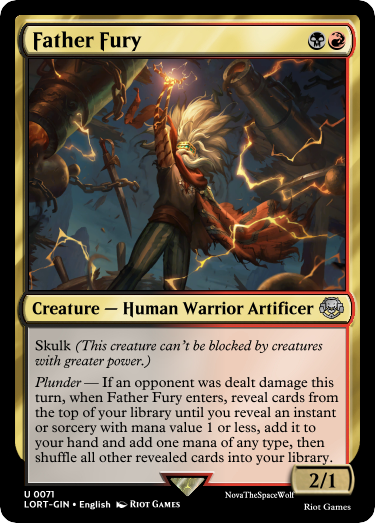 Father Fury
Creature — Human Warrior Artificer
Skulk (This creature can't be blocked by creatures
with greater power.)
Plunder — If an opponent was dealt damage this
turn, when Father Fury enters, reveal cards from
the top of your library until you reveal an instant
or sorcery with mana value 1 or less, add it to
your hand and add one mana of any type, then
shuffle all other revealed cards into your library.
2/1
U 0071
NovaTheSpaceWolf
LORT-GIN • English RIOT GAMES
Riot Games